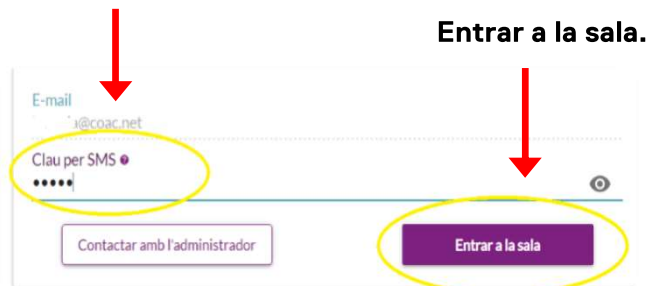 Entrar a la sala.
E-mail
@coac.net
Clau per SMS ?
•••••
Contactar amb l'administrador
Entrar a la sala